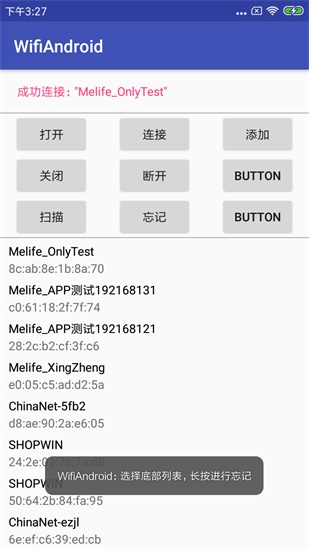 下午3:27
WifiAndroid
成功连接："Melife_OnlyTest"
打开 连接 添加
关闭 断开 BUTTON
扫描 忘记 BUTTON
Melife_OnlyTest
8c:ab:8e:1b:8a:70
Melife_APP测试192168131
c0:61:18:2f:7f:74
Melife_APP测试192168121
28:2c:b2:cf:3f:c6
Melife_XingZheng
e0:05:c5:ad:d2:5a
ChinaNet-5fb2
d8:ae:90:2a:e6:05
SHOPWIN
WifiAndroid：选择底部列表，长按进行忘记
50:64:2b:84:fa:95
ChinaNet-ezjl
6e:ef:c6:39:ed:cb